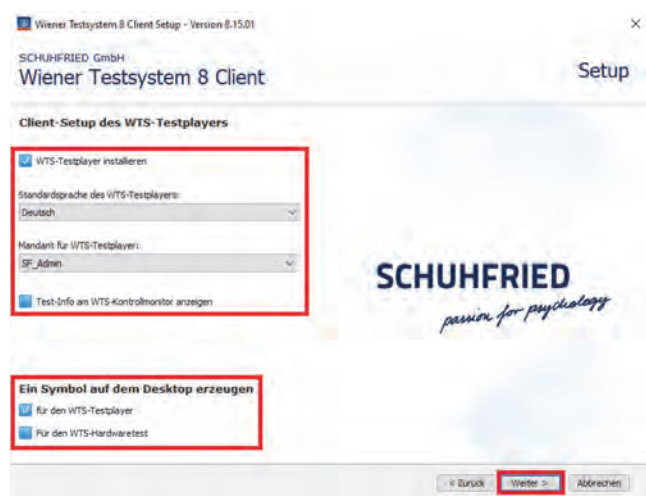 Wiener Testsystem 8 Client Setup - Version 8.15.01
SCHUHFRIED GmbH
Wiener Testsystem 8 Client
Setup
Client-Setup des WTS-Testplayers
WTS-Testplayer installieren
Standardsprache des WTS-Testplayers:
Deutsch
Mandant für WTS-Testplayer:
SF_Admin
Test-Info am WTS-Kontrollmonitor anzeigen
SCHUHFRIED
passion for psychology
Ein Symbol auf dem Desktop erzeugen
für den WTS-Testplayer
Für den WTS-Hardwaretest
< Zurück
Weiter >
Abbrechen